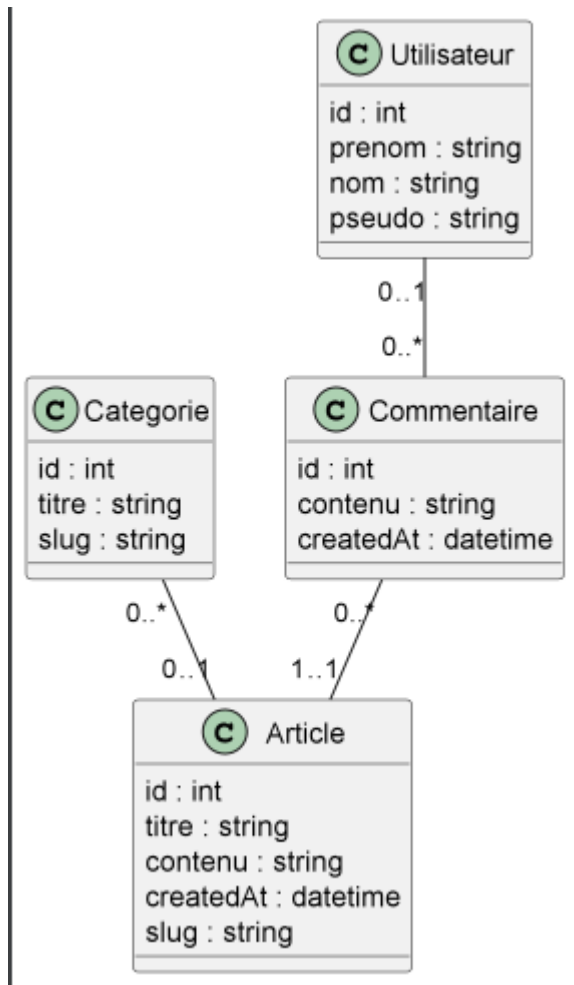 C Utilisateur
id : int
prenom : string
nom : string
pseudo : string
0..1
0..*
C Categorie
id : int
titre : string
slug : string
C Commentaire
id : int
contenu : string
createdAt : datetime
0..*
0..1
0..*
1..1
C Article
id : int
titre : string
contenu : string
createdAt : datetime
slug : string